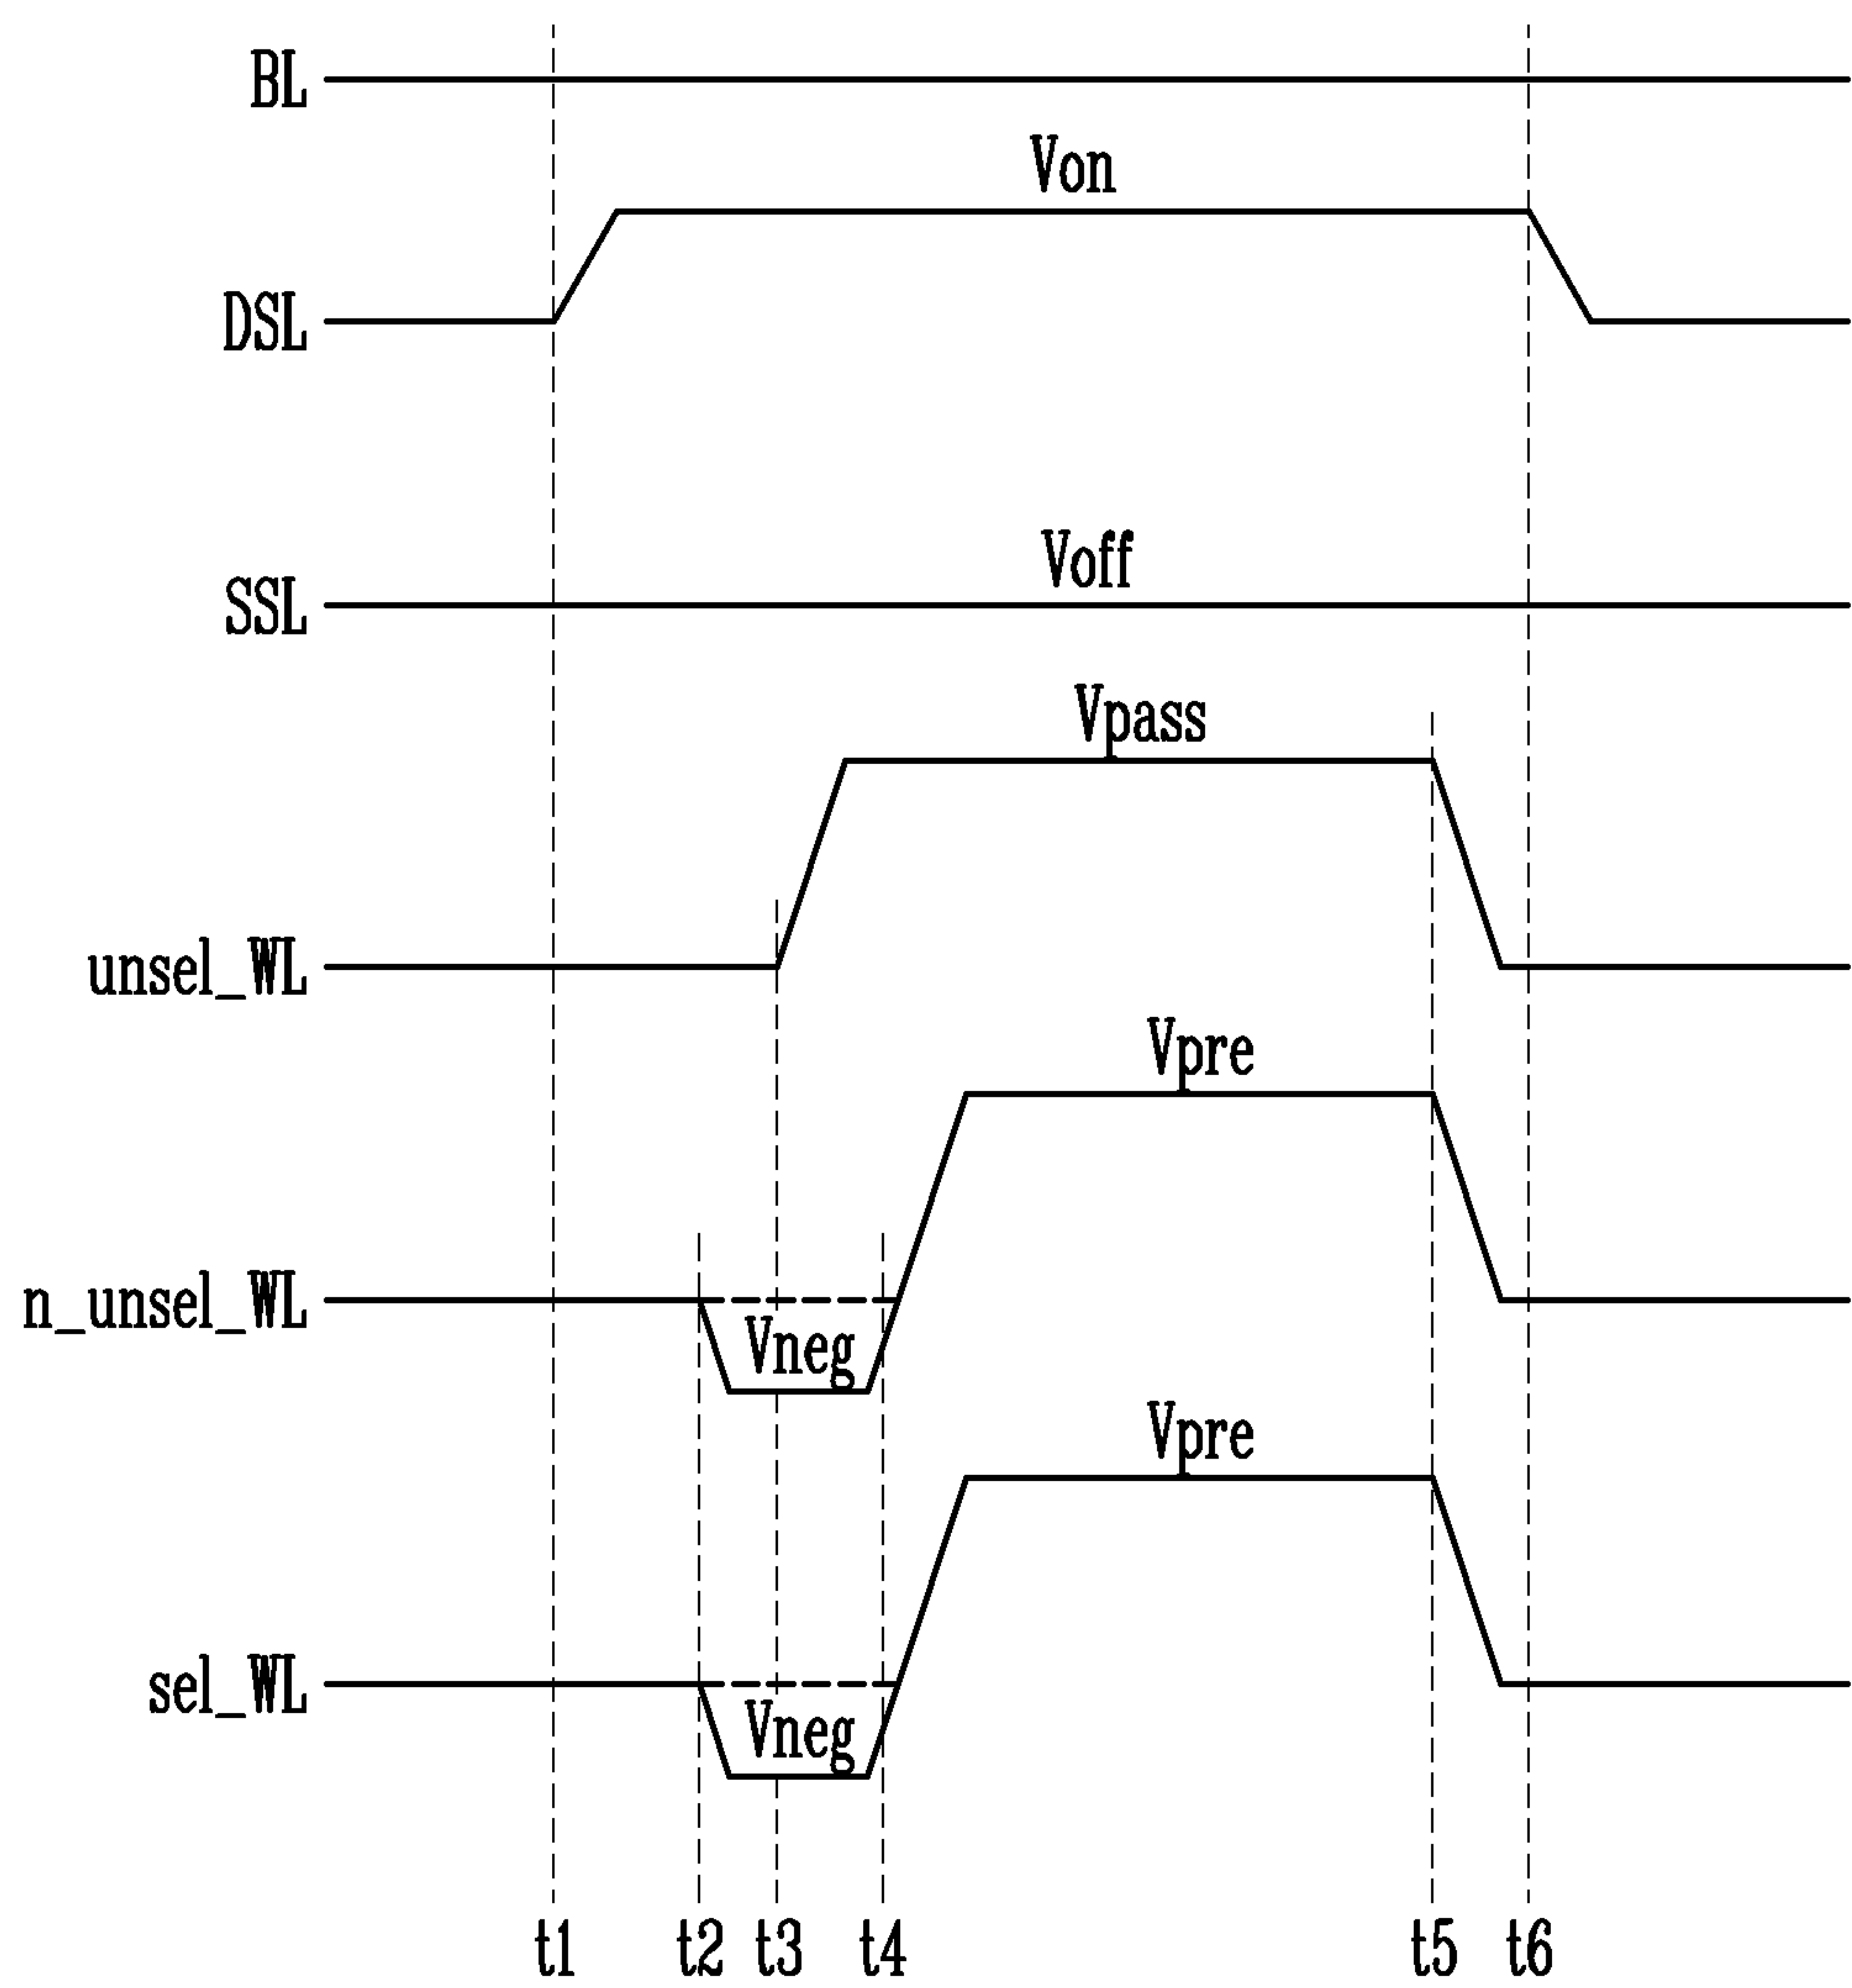 BL
Von
DSL
Voff
SSL
Vpass
unsel_WL
Vpre
n_unsel_WL
Vneg
Vpre
sel_WL
Vneg
t1 t2 t3 t4 t5 t6